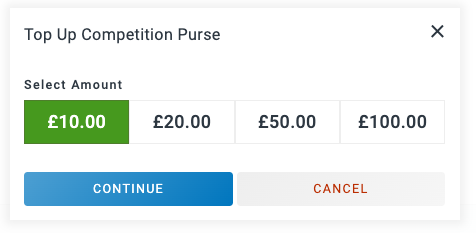 Top Up Competition Purse
Select Amount
£10.00 £20.00 £50.00 £100.00
CONTINUE CANCEL